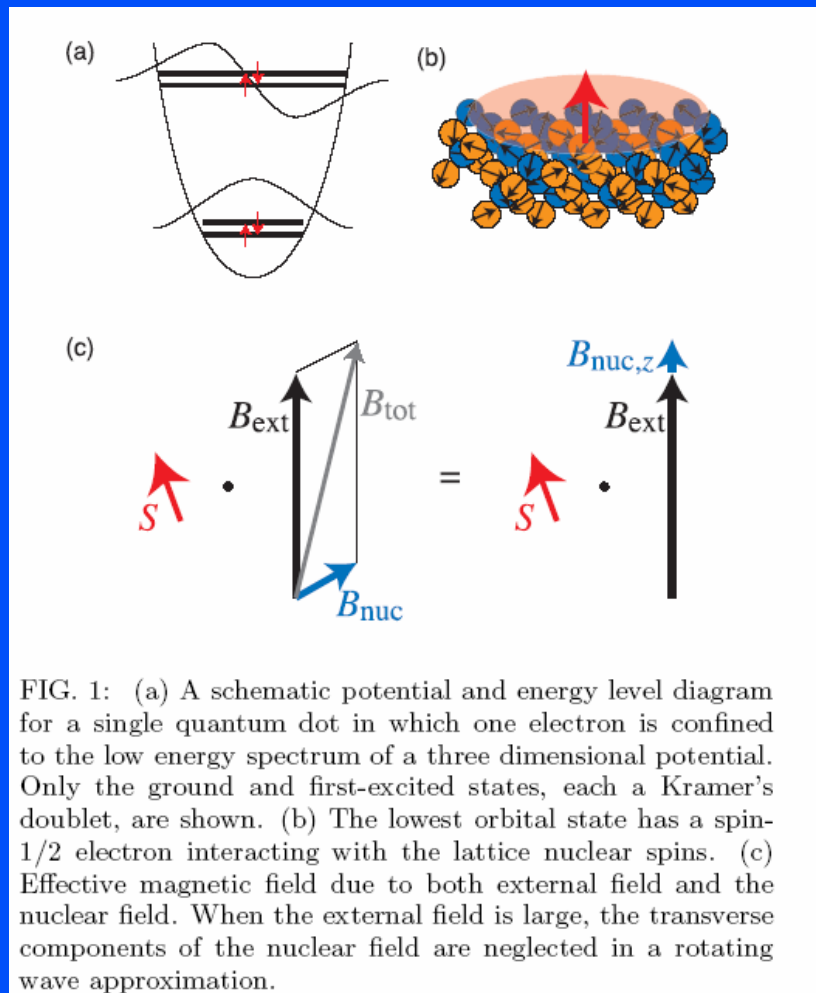 (a)
(b)
(c)
B_nuc,z
B_ext
B_tot
B_ext
S
=
S
B_nuc
FIG. 1: (a) A schematic potential and energy level diagram
for a single quantum dot in which one electron is confined
to the low energy spectrum of a three dimensional potential.
Only the ground and first-excited states, each a Kramer's
doublet, are shown. (b) The lowest orbital state has a spin-
1/2 electron interacting with the lattice nuclear spins. (c)
Effective magnetic field due to both external field and the
nuclear field. When the external field is large, the transverse
components of the nuclear field are neglected in a rotating
wave approximation.